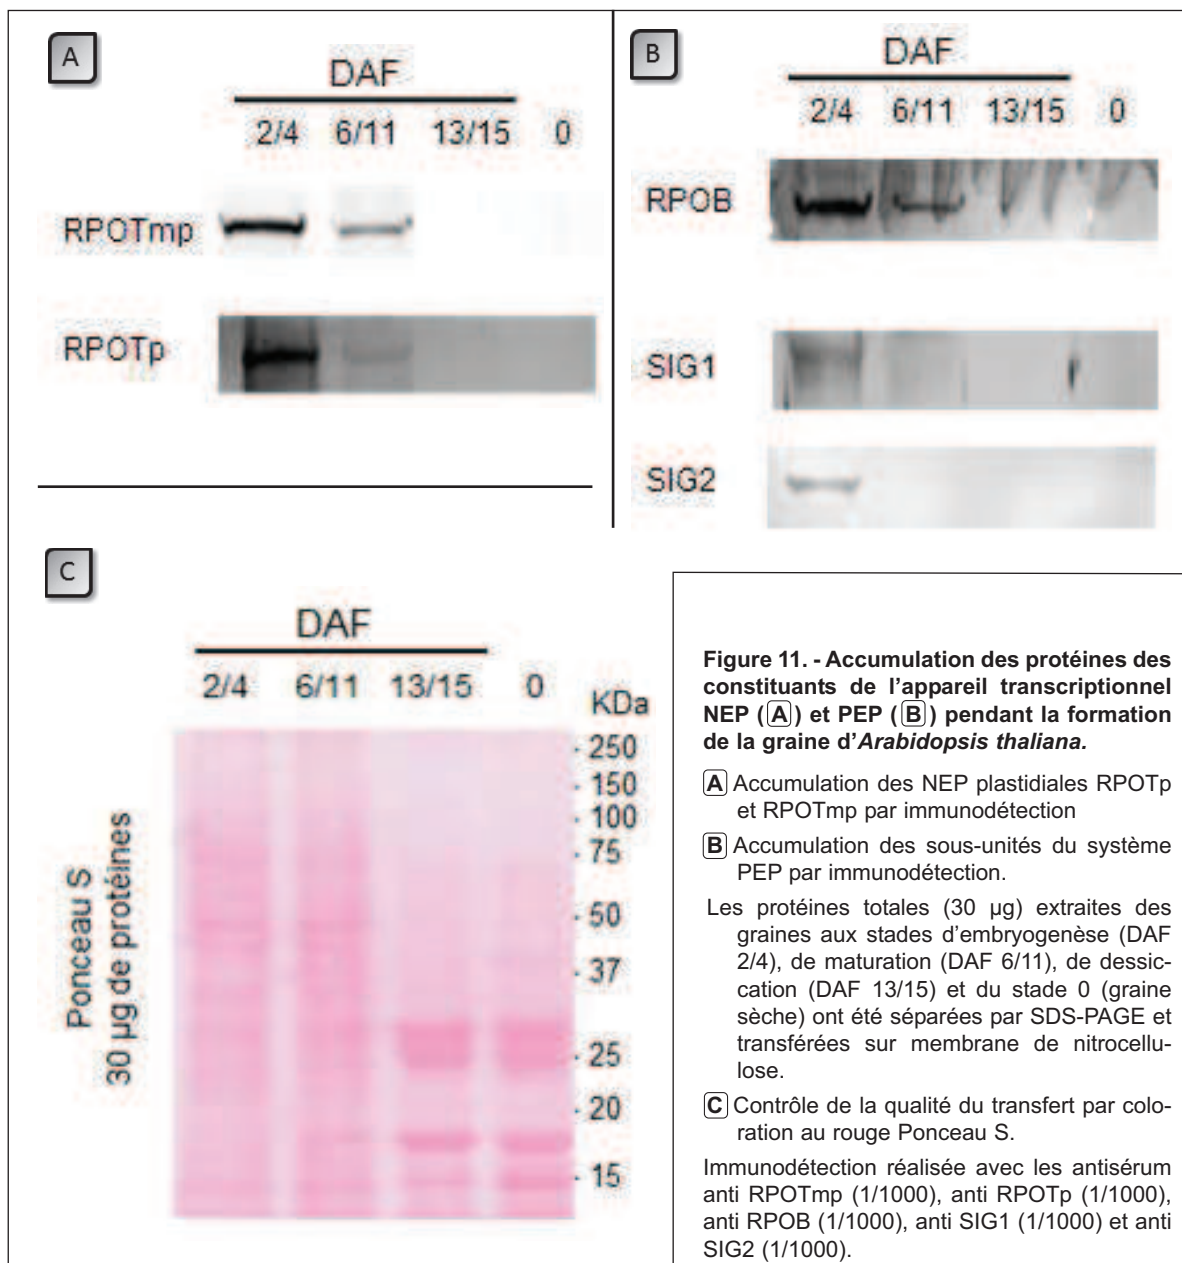 A
DAF
2/4 6/11 13/15 0
RPOTmp
RPOTp
B
DAF
2/4 6/11 13/15 0
RPOB
SIG1
SIG2
C
DAF
2/4 6/11 13/15 0
KDa
250
150
100
75
50
37
25
20
15
Ponceau S
30 µg de protéines
Figure 11. - Accumulation des protéines des
constituants de l'appareil transcriptionnel
NEP (A) et PEP (B) pendant la formation
de la graine d'Arabidopsis thaliana.
A Accumulation des NEP plastidiales RPOTp
et RPOTmp par immunodétection
B Accumulation des sous-unités du système
PEP par immunodétection.
Les protéines totales (30 µg) extraites des
graines aux stades d'embryogenèse (DAF
2/4), de maturation (DAF 6/11), de dessic-
cation (DAF 13/15) et du stade 0 (graine
sèche) ont été séparées par SDS-PAGE et
transférées sur membrane de nitrocellu-
lose.
C Contrôle de la qualité du transfert par colo-
ration au rouge Ponceau S.
Immunodétection réalisée avec les antisérum
anti RPOTmp (1/1000), anti RPOTp (1/1000),
anti RPOB (1/1000), anti SIG1 (1/1000) et anti
SIG2 (1/1000).